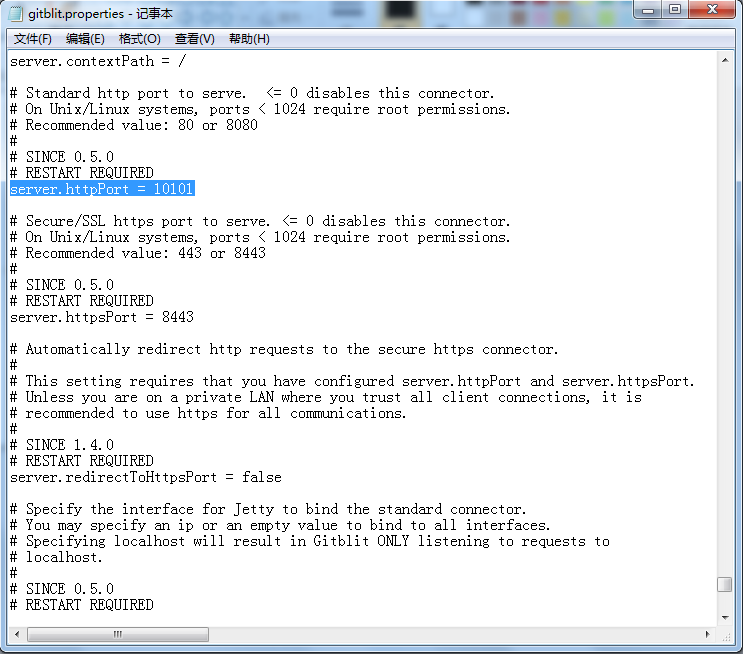 gitblit.properties - 记事本
文件(F) 编辑(E) 格式(O) 查看(V) 帮助(H)
server.contextPath = /
# Standard http port to serve.  <= 0 disables this connector.
# On Unix/Linux systems, ports < 1024 require root permissions.
# Recommended value: 80 or 8080
#
# SINCE 0.5.0
# RESTART REQUIRED
server.httpPort = 10101
# Secure/SSL https port to serve. <= 0 disables this connector.
# On Unix/Linux systems, ports < 1024 require root permissions.
# Recommended value: 443 or 8443
#
# SINCE 0.5.0
# RESTART REQUIRED
server.httpsPort = 8443
# Automatically redirect http requests to the secure https connector.
#
# This setting requires that you have configured server.httpPort and server.httpsPort.
# Unless you are on a private LAN where you trust all client connections, it is
# recommended to use https for all communications.
#
# SINCE 1.4.0
# RESTART REQUIRED
server.redirectToHttpsPort = false
# Specify the interface for Jetty to bind the standard connector.
# You may specify an ip or an empty value to bind to all interfaces.
# Specifying localhost will result in Gitblit ONLY listening to requests to
# localhost.
#
# SINCE 0.5.0
# RESTART REQUIRED